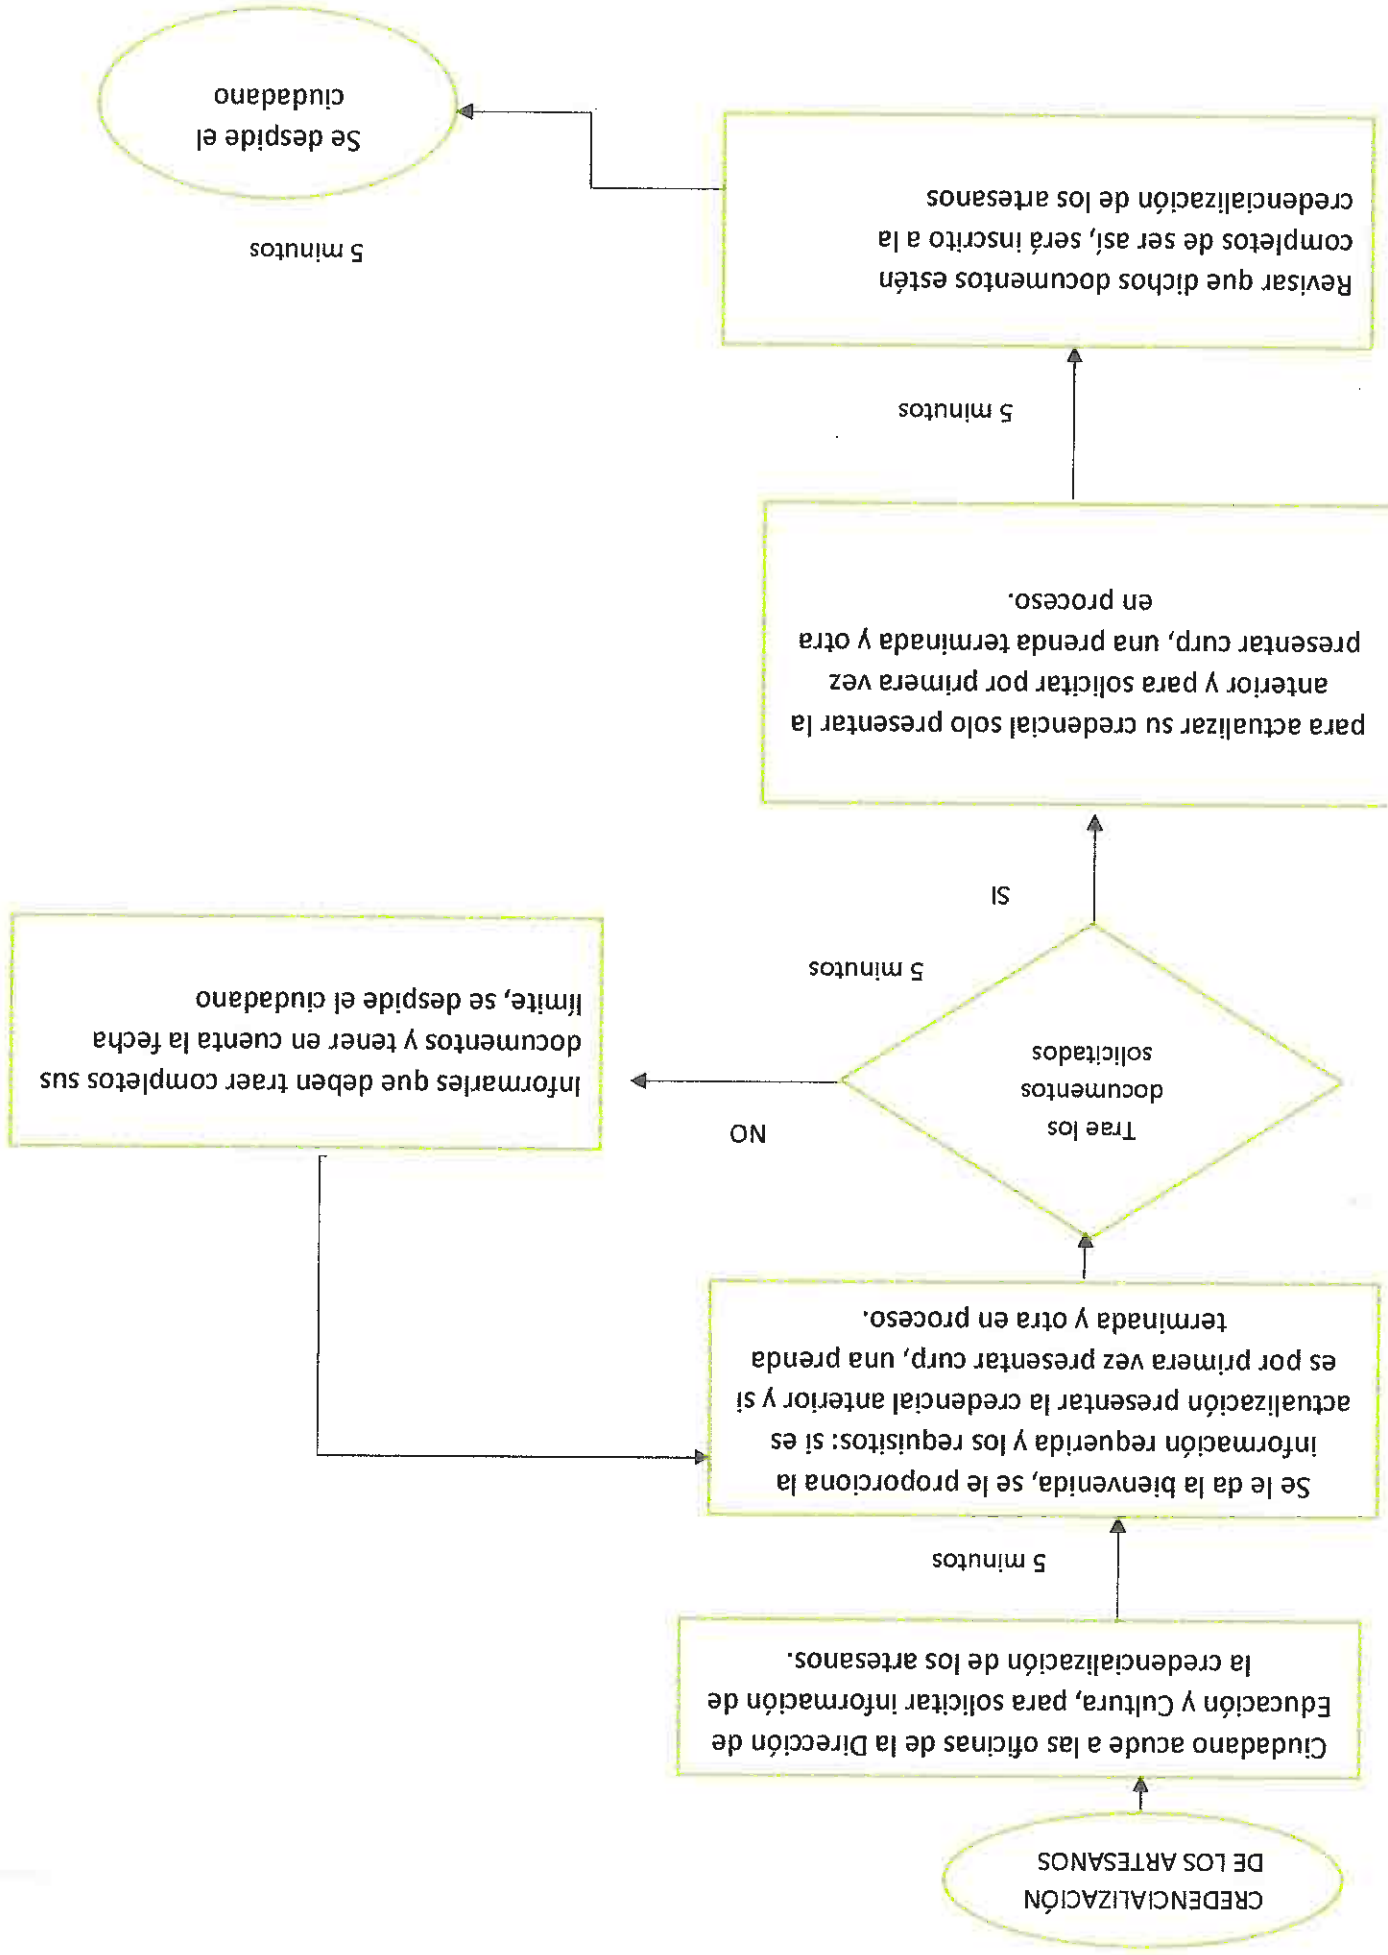 CREDENCIALIZACIÓN
DE LOS ARTESANOS
Ciudadano acude a las oficinas de la Dirección de
Educación y Cultura, para solicitar información de
la credencialización de los artesanos.
5 minutos
Se le da la bienvenida, se le proporciona la
información requerida y los requisitos: si es
actualización presentar la credencial anterior y si
es por primera vez presentar curp, una prenda
terminada y otra en proceso.
Trae los
documentos
solicitados
NO
Informarles que deben traer completos sus
documentos y tener en cuenta la fecha
límite, se despide el ciudadano
5 minutos
SI
para actualizar su credencial solo presentar la
anterior y para solicitar por primera vez
presentar curp, una prenda terminada y otra
en proceso.
5 minutos
Revisar que dichos documentos estén
completos de ser así, será inscrito a la
credencialización de los artesanos
5 minutos
Se despide el
ciudadano